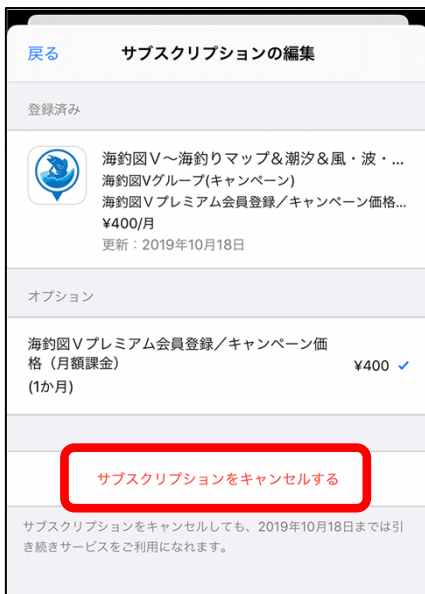 戻る サブスクリプションの編集
登録済み
海釣図V～海釣りマップ&潮汐&風・波・...
海釣図Vグループ(キャンペーン)
海釣図Vプレミアム会員登録／キャンペーン価格...
¥400/月
更新：2019年10月18日
オプション
海釣図Vプレミアム会員登録／キャンペーン価
格（月額課金） ¥400 ✓
(1か月)
サブスクリプションをキャンセルする
サブスクリプションをキャンセルしても、2019年10月18日までは引
き続きサービスをご利用になれます。